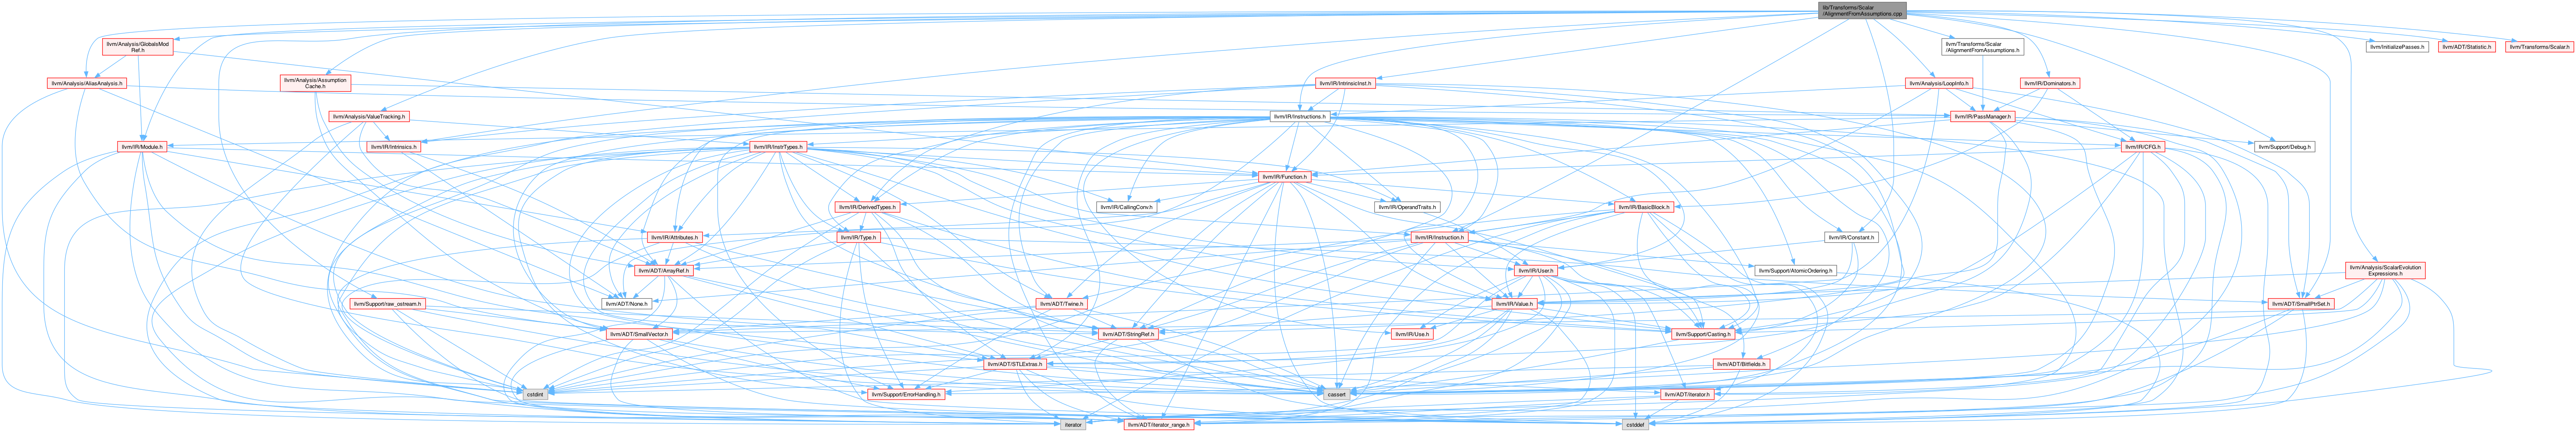 lib/Transforms/Scalar
/AlignmentFromAssumptions.cpp
llvm/Analysis/GlobalsMod
Ref.h
llvm/Transforms/Scalar
/AlignmentFromAssumptions.h
llvm/InitializePasses.h
llvm/ADT/Statistic.h
llvm/Transforms/Scalar.h
llvm/Analysis/AliasAnalysis.h
llvm/Analysis/Assumption
Cache.h
llvm/IR/IntrinsicInst.h
llvm/Analysis/LoopInfo.h
llvm/IR/Dominators.h
llvm/Analysis/ValueTracking.h
llvm/IR/Instructions.h
llvm/IR/PassManager.h
llvm/IR/Module.h
llvm/IR/Intrinsics.h
llvm/IR/InstrTypes.h
llvm/IR/CFG.h
llvm/Support/Debug.h
llvm/IR/Function.h
llvm/IR/DerivedTypes.h
llvm/IR/CallingConv.h
llvm/IR/OperandTraits.h
llvm/IR/BasicBlock.h
llvm/IR/Attributes.h
llvm/IR/Type.h
llvm/IR/Instruction.h
llvm/IR/Constant.h
llvm/ADT/ArrayRef.h
llvm/IR/User.h
llvm/Support/AtomicOrdering.h
llvm/Analysis/ScalarEvolution
Expressions.h
llvm/Support/raw_ostream.h
llvm/ADT/None.h
llvm/ADT/Twine.h
llvm/IR/Value.h
llvm/ADT/SmallPtrSet.h
llvm/ADT/SmallVector.h
llvm/ADT/StringRef.h
llvm/IR/Use.h
llvm/Support/Casting.h
llvm/ADT/STLExtras.h
llvm/ADT/Bitfields.h
cstdint
llvm/Support/ErrorHandling.h
cassert
llvm/ADT/iterator.h
iterator
llvm/ADT/iterator_range.h
cstddef